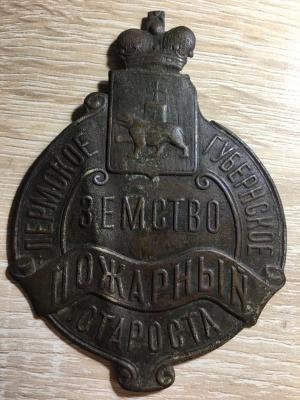 ПЕРМСКОЕ ГУБЕРНСКОЕ
ЗЕМСТВО
ПОЖАРНЫЙ
СТАРОСТА